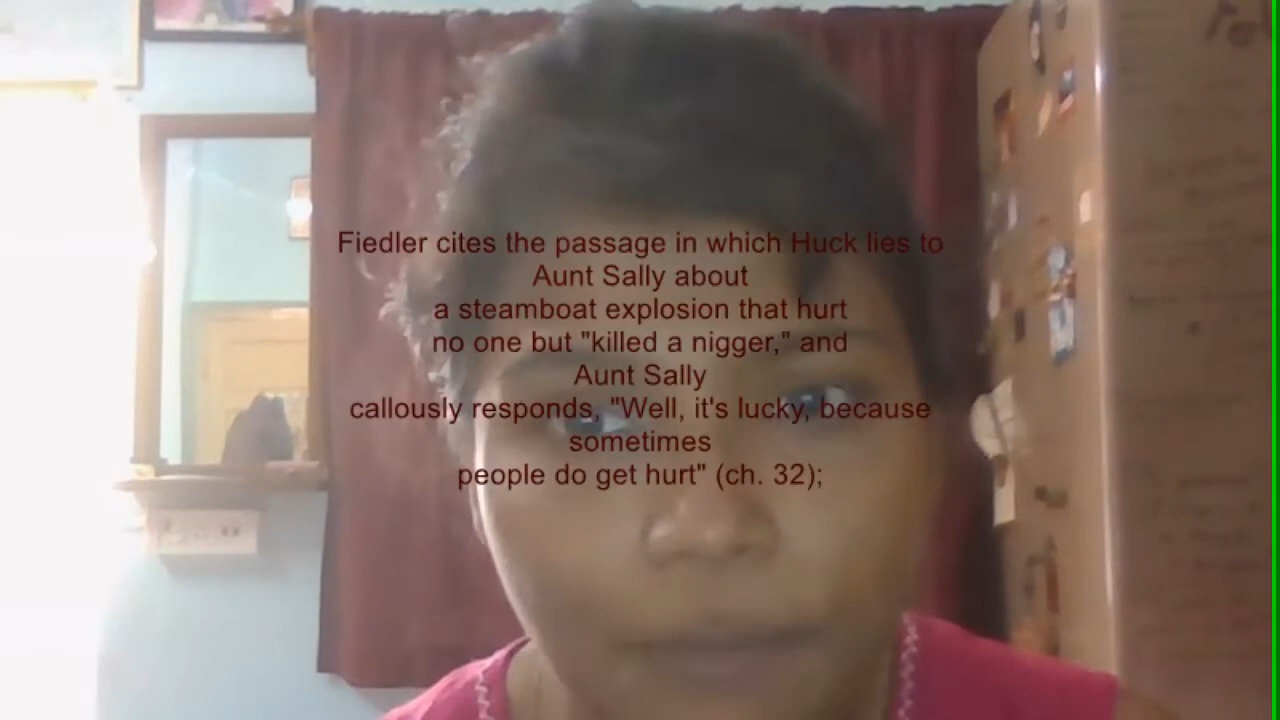 Fiedler cites the passage in which Huck lies to
Aunt Sally about
a steamboat explosion that hurt
no one but "killed a nigger," and
Aunt Sally
callously responds, "Well, it's lucky, because
sometimes
people do get hurt" (ch. 32);